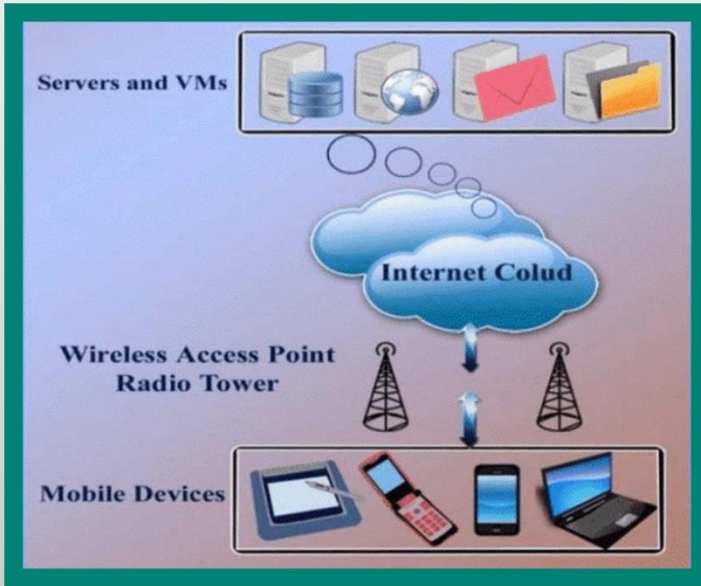 Servers and VMs
Internet Colud
Wireless Access Point
Radio Tower
Mobile Devices